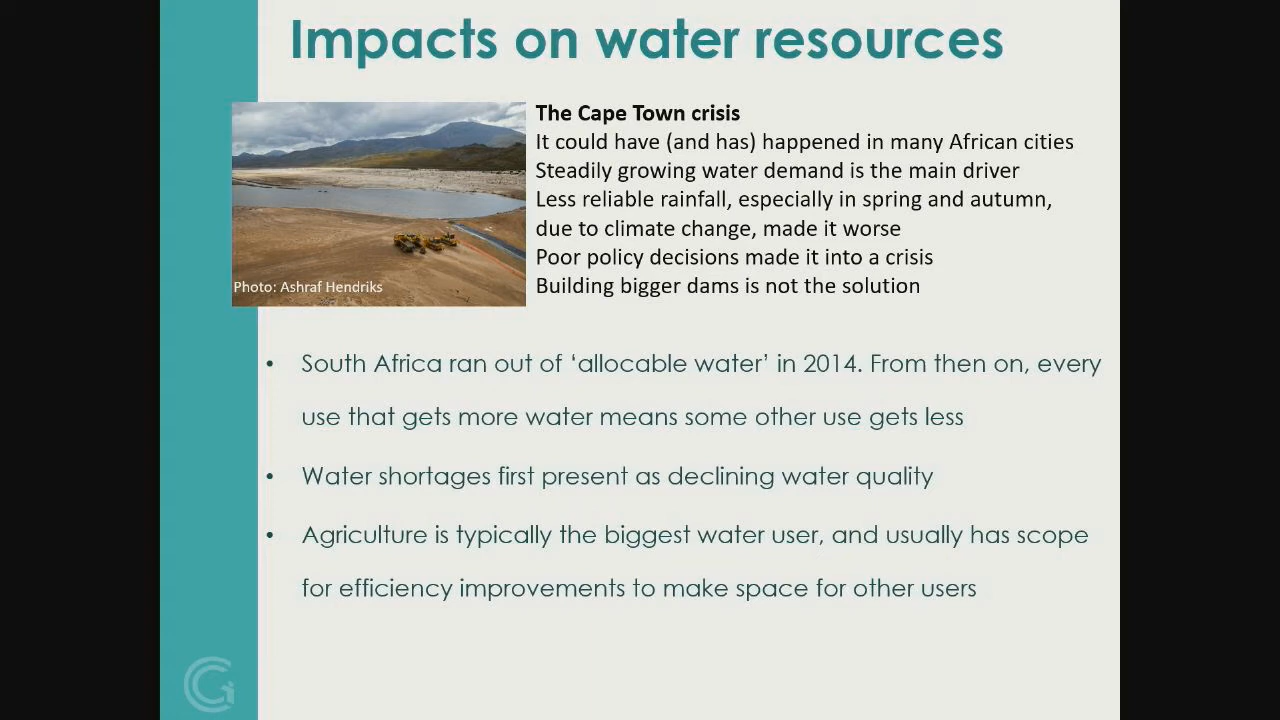 Impacts on water resources
The Cape Town crisis
It could have (and has) happened in many African cities
Steadily growing water demand is the main driver
Less reliable rainfall, especially in spring and autumn,
due to climate change, made it worse
Poor policy decisions made it into a crisis
Building bigger dams is not the solution
Photo: Ashraf Hendriks
• South Africa ran out of ‘allocable water’ in 2014. From then on, every
use that gets more water means some other use gets less
• Water shortages first present as declining water quality
• Agriculture is typically the biggest water user, and usually has scope
for efficiency improvements to make space for other users